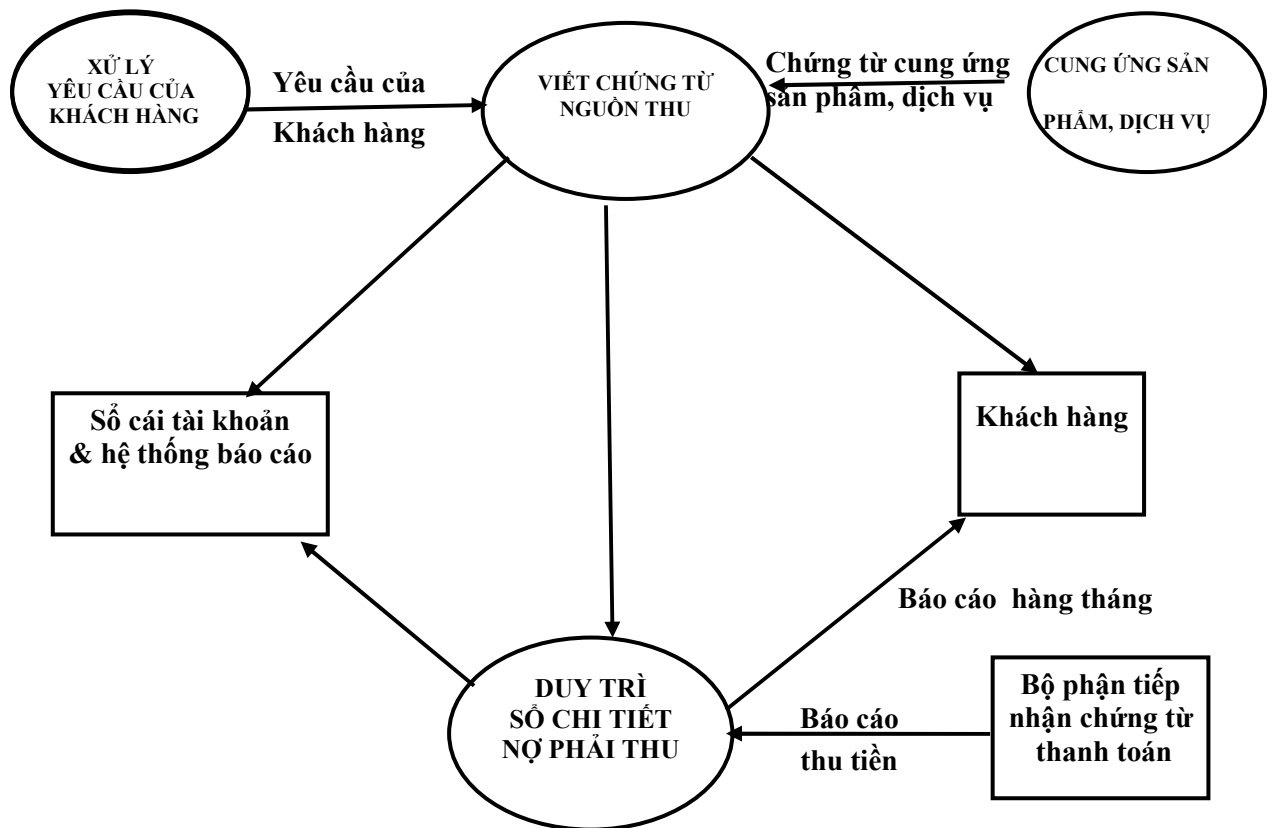 XỬ LÝ
YÊU CẦU CỦA
KHÁCH HÀNG
Yêu cầu của
Khách hàng
VIẾT CHỨNG TỪ
NGUỒN THU
Chứng từ cung ứng
sản phẩm, dịch vụ
CUNG ỨNG SẢN
PHẨM, DỊCH VỤ
Sổ cái tài khoản
& hệ thống báo cáo
Khách hàng
Báo cáo hàng tháng
DUY TRÌ
SỔ CHI TIẾT
NỢ PHẢI THU
Báo cáo
thu tiền
Bộ phận tiếp
nhận chứng từ
thanh toán